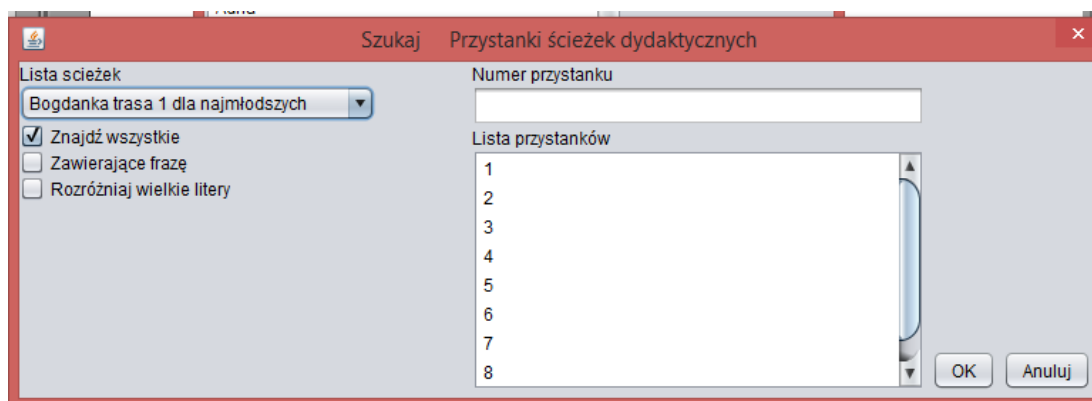 Szukaj Przystanki ścieżek dydaktycznych
Lista scieżek
Bogdanka trasa 1 dla najmłodszych
Znajdź wszystkie
Zawierające frazę
Rozróżniaj wielkie litery
Numer przystanku
Lista przystanków
1
2
3
4
5
6
7
8
OK Anuluj